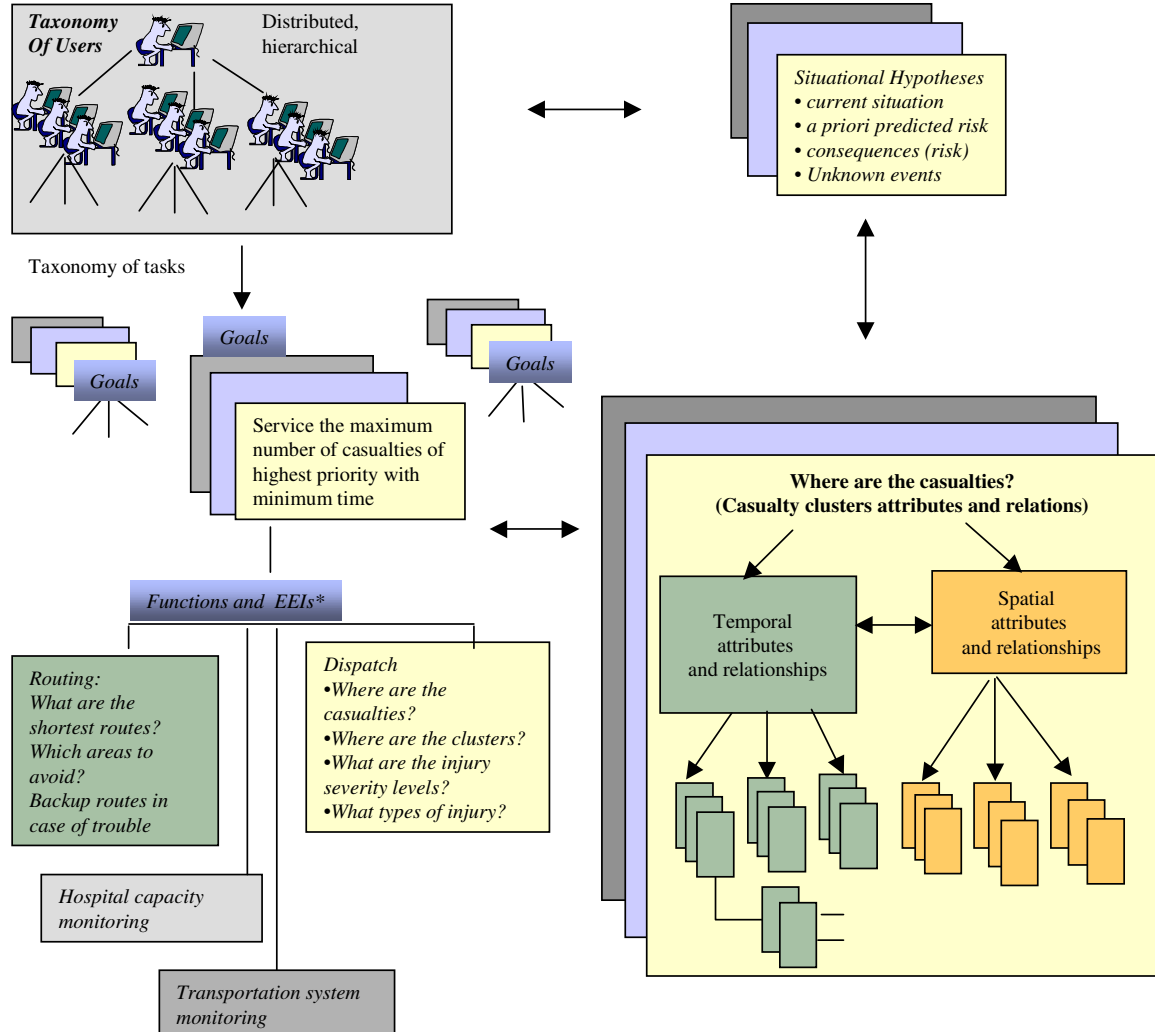 Taxonomy
Of Users
Distributed,
hierarchical
Situational Hypotheses
• current situation
• a priori predicted risk
• consequences (risk)
• Unknown events
Taxonomy of tasks
Goals
Goals
Goals
Service the maximum
number of casualties of
highest priority with
minimum time
Where are the casualties?
(Casualty clusters attributes and relations)
Temporal
attributes
and relationships
Spatial
attributes
and relationships
Functions and EEIs*
Routing:
What are the
shortest routes?
Which areas to
avoid?
Backup routes in
case of trouble
Dispatch
•Where are the
casualties?
•Where are the clusters?
•What are the injury
severity levels?
•What types of injury?
Hospital capacity
monitoring
Transportation system
monitoring